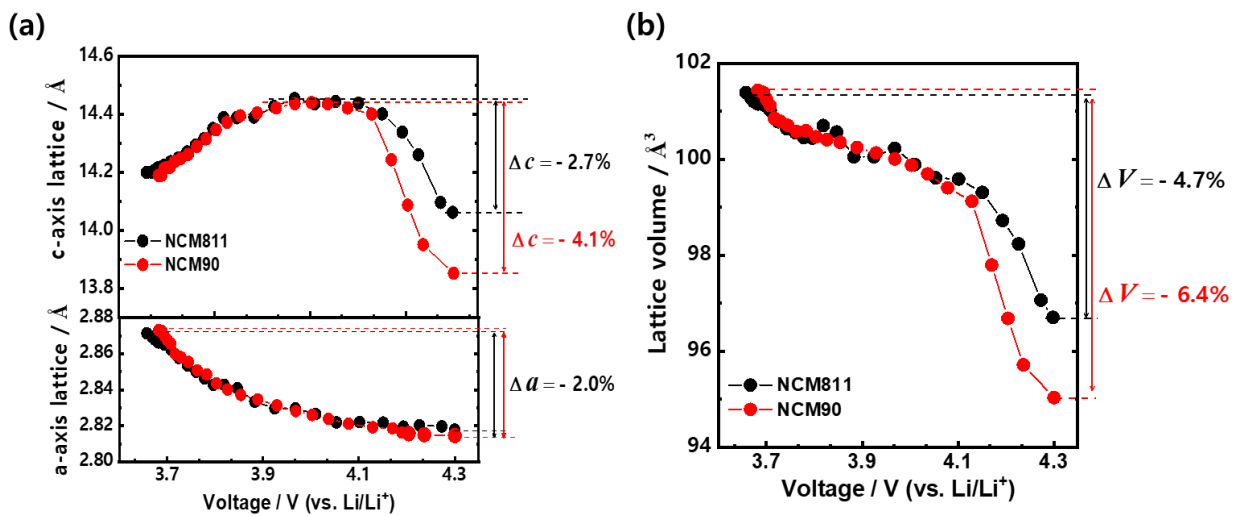 (a)
c-axis lattice / Å
14.6
14.4
14.2
14.0
13.8
NCM811
NCM90
Δc = - 2.7%
Δc = - 4.1%
a-axis lattice / Å
2.88
2.86
2.84
2.82
2.80
Δa = - 2.0%
3.7 3.9 4.1 4.3
Voltage / V (vs. Li/Li⁺)
(b)
Lattice volume / Å³
102
100
98
96
94
NCM811
NCM90
ΔV = - 4.7%
ΔV = - 6.4%
3.7 3.9 4.1 4.3
Voltage / V (vs. Li/Li⁺)